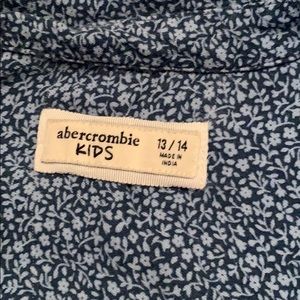 abercrombie
KIDS
13 / 14
MADE IN
INDIA